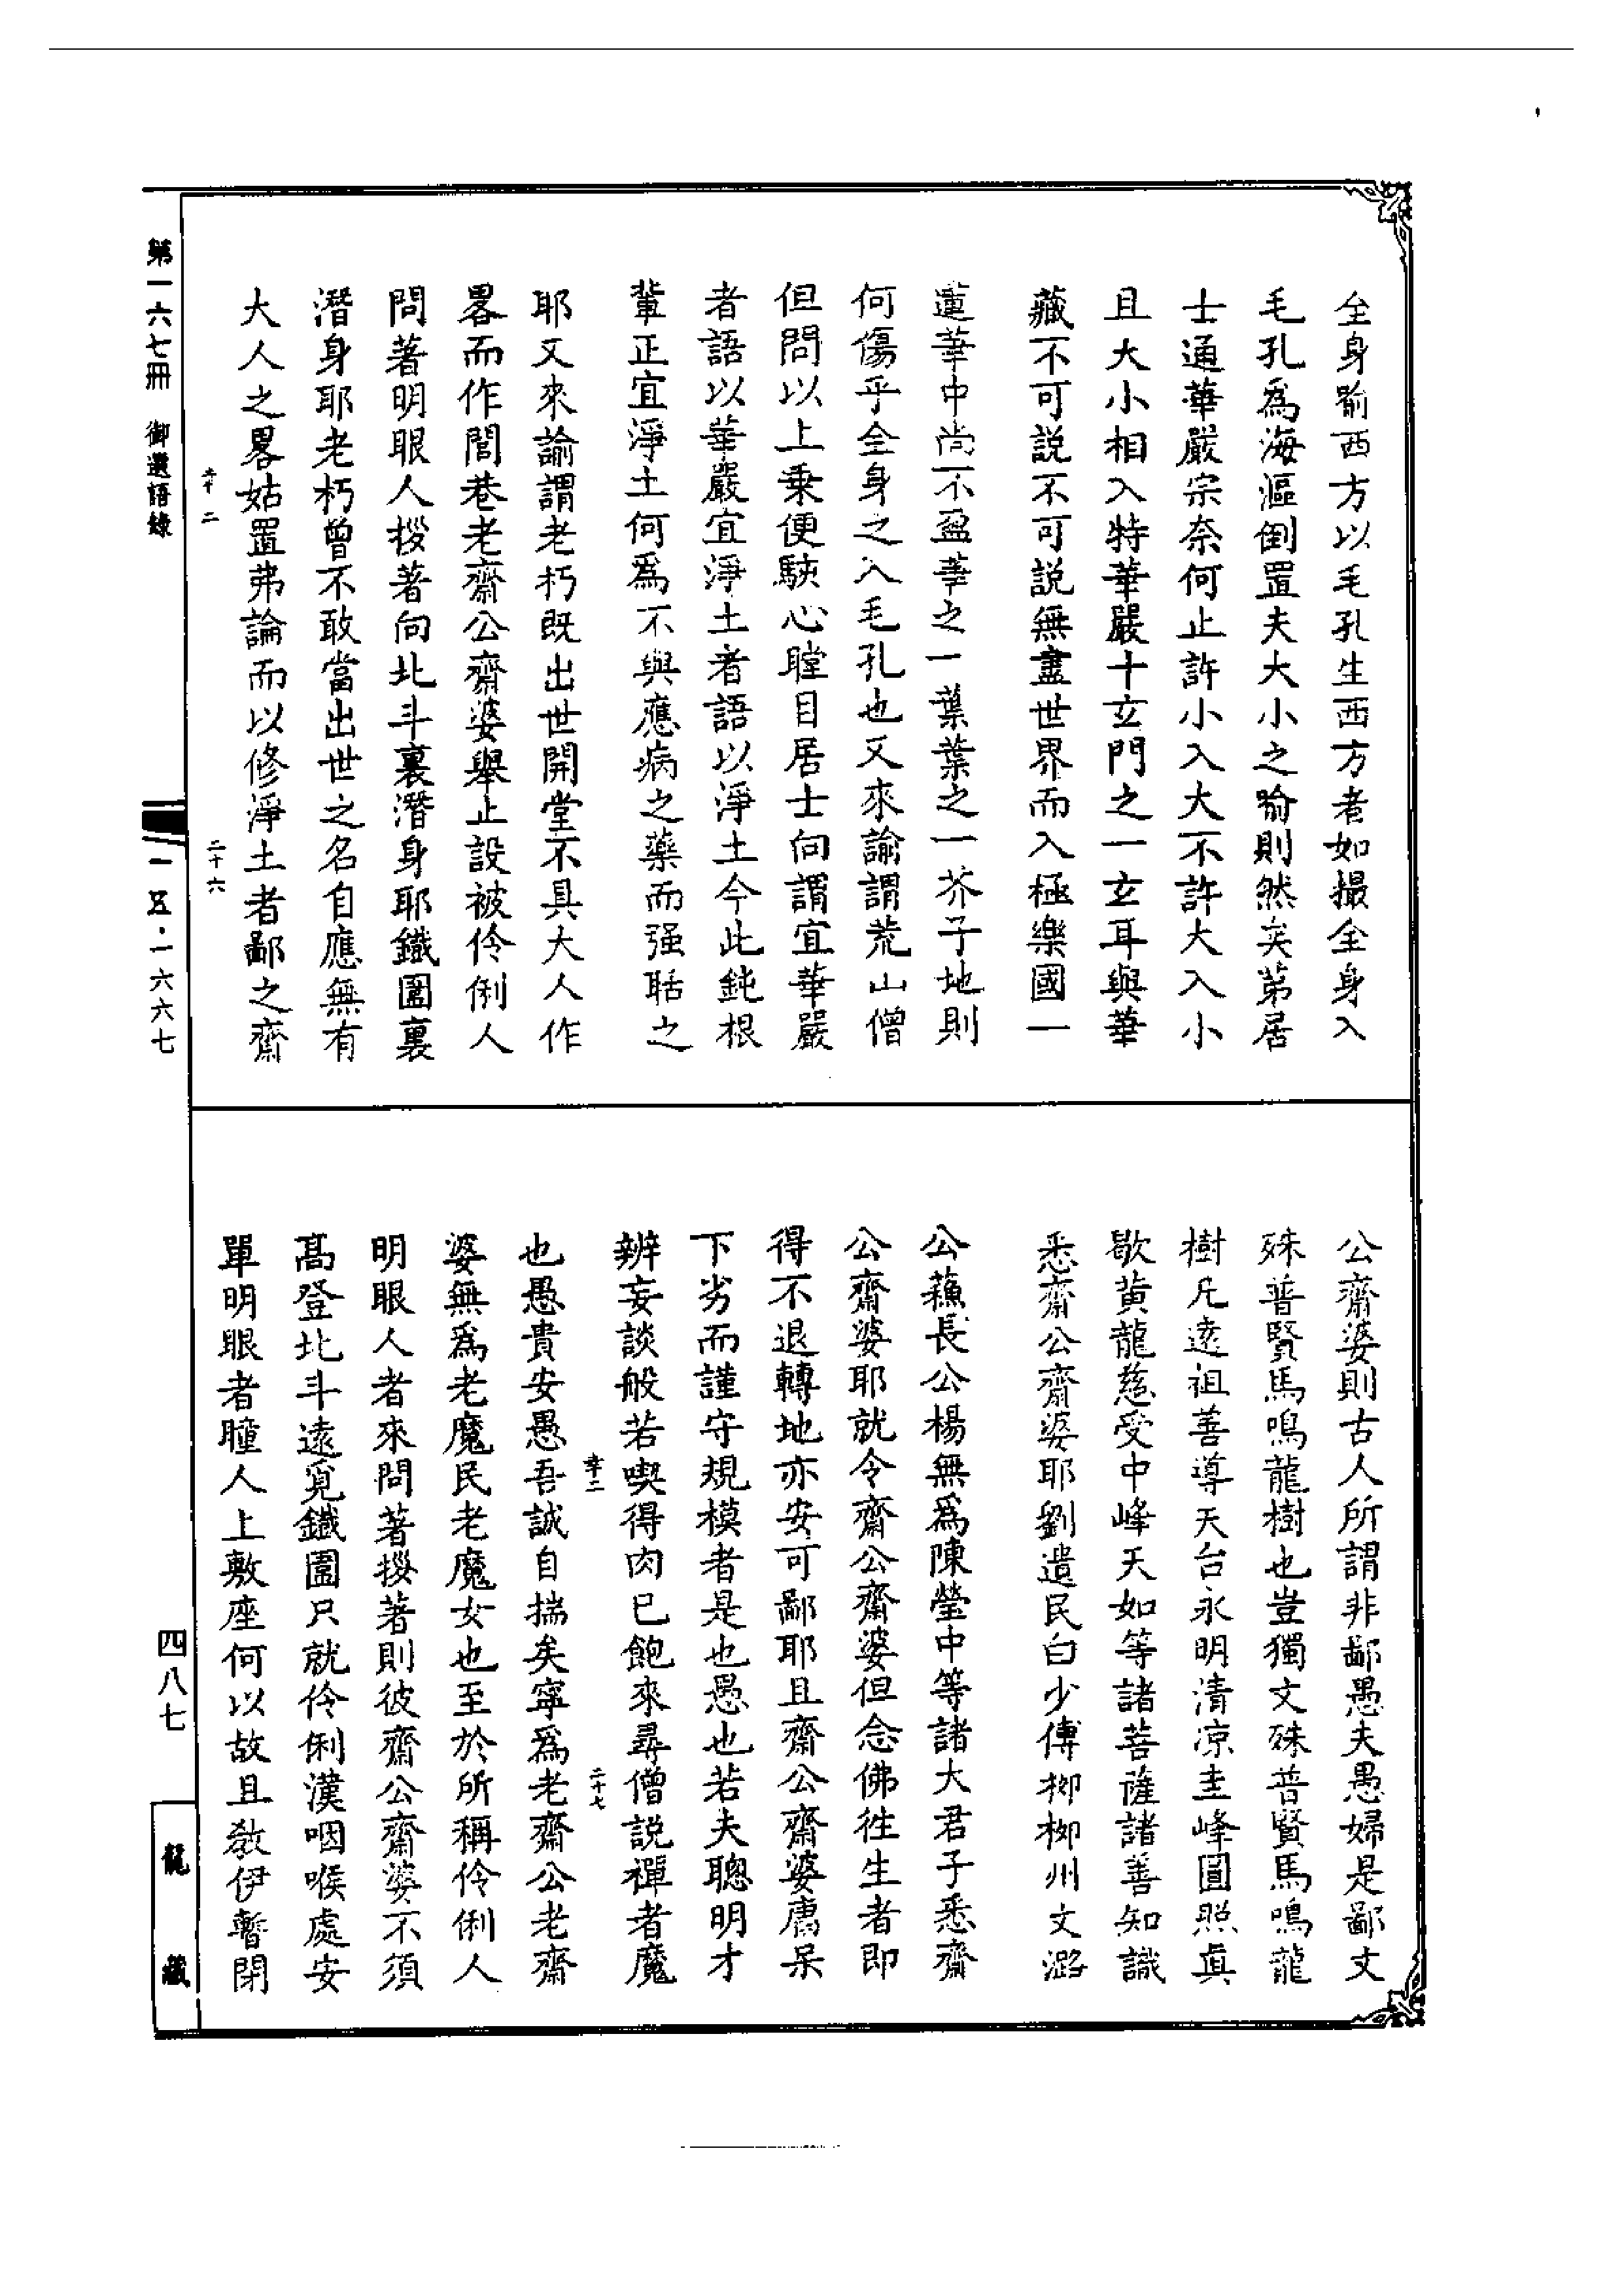 全身喻西方以毛孔生西方者如撮全身入
毛孔爲海漚倒置夫大小之喻則然矣第居
士通華嚴宗奈何止許小入大不許大入小
且大小相入特華嚴十玄門之一玄耳與華
藏不可説不可説無盡世界而入極樂國一
蓮華中尚不盈華之一葉葉之一芥子地則
何傷乎全身之入毛孔也又來諭謂荒山僧
但問以上乗便駭心瞠目居士向謂宜華嚴
者語以華嚴宜淨土者語以淨土今此鈍根
輩正宜淨土何爲不與應病之藥而强聒之
耶又來諭謂老朽既出世開堂不具大人作
畧而作閭巷老齋公齋婆舉止設被伶俐人
問著明眼人拶著向北斗裏潛身耶鐵圍裏
潛身耶老朽曾不敢當出世之名自應無有
大人之畧姑置弗論而以修淨土者鄙之齋
公齋婆則古人所謂非鄙愚夫愚婦是鄙文
殊普賢馬鳴龍樹也豈獨文殊普賢馬鳴龍
樹凡遠祖善導天台永明清凉圭峰圓照真
歇黄龍慈受中峰天如等諸菩薩諸善知識
悉齋公齋婆耶劉遺民白少傅柳柳州文潞
公蘓長公楊無爲陳瑩中等諸大君子悉齋
公齋婆耶就令齋公齋婆但念佛徃生者即
得不退轉地亦安可鄙耶且齋公齋婆庸呆
下劣而謹守規模者是也愚也若夫聰明才
辨妄談般若喫得肉已飽來尋僧説禪者魔
也愚貴安愚吾誠自揣矣寧爲老齋公老齋
婆無爲老魔民老魔女也至於所稱伶俐人
明眼人者來問著拶著則彼齋公齋婆不須
髙登北斗遠覓鐵圍只就伶俐漢咽喉處安
單明眼者瞳人上敷座何以故且教伊暫閉
第一六七冊 御選語錄
一五·一六六七
四八七
龍藏
二十六
幸二
二十七